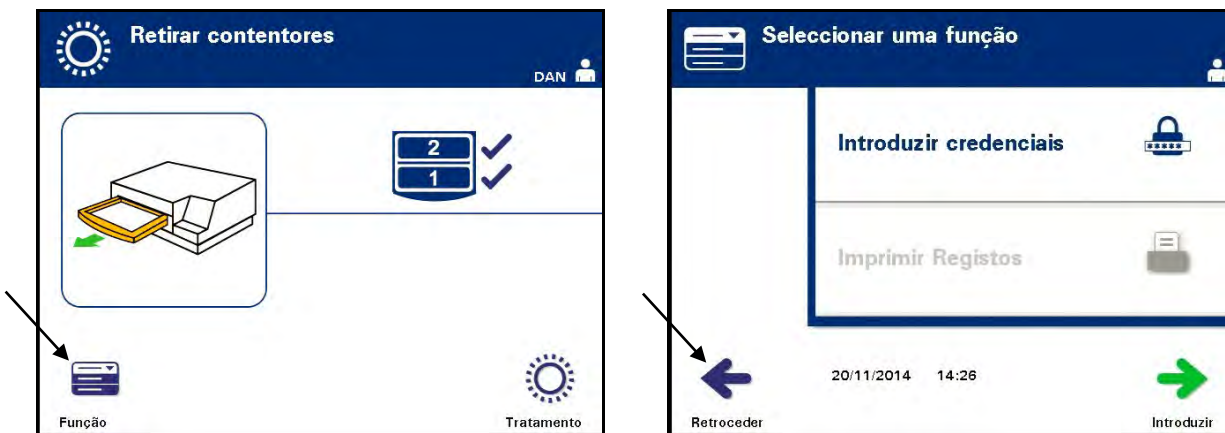 Retirar contentores
DAN
2
1
Função
Tratamento
Seleccionar uma função
Introduzir credenciais
*****
Imprimir Registos
20/11/2014 14:26
Retroceder
Introduzir